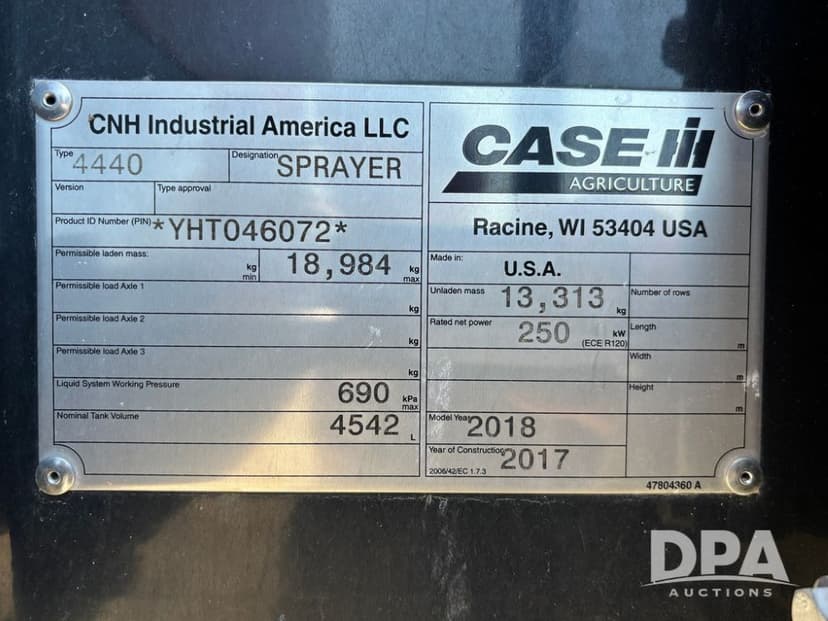 CNH Industrial America LLC
Type 4440 Designation SPRAYER
Version Type approval
Product ID Number (PIN) *YHT046072*
Permissible laden mass: kg min 18,984 kg max
Permissible load Axle 1 kg
Permissible load Axle 2 kg
Permissible load Axle 3 kg
Liquid System Working Pressure 690 kPa max
Nominal Tank Volume 4542 L
CASE IH
AGRICULTURE
Racine, WI 53404 USA
Made in: U.S.A.
Unladen mass 13,313 kg Number of rows
Rated net power 250 kW (ECE R120) Length m
Width m
Height m
Model Year 2018
Year of Construction 2017
2006/42/EC 1.7.3
47804360 A
DPA
AUCTIONS